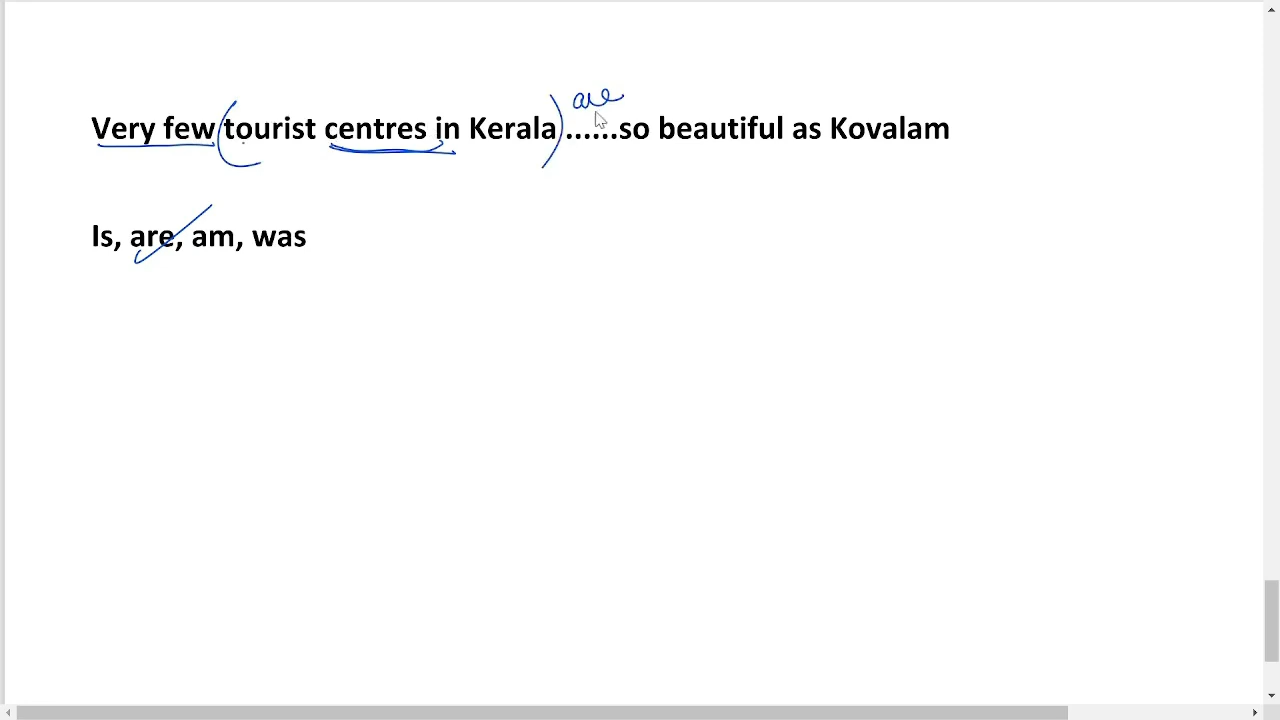 are
Very few tourist centres in Kerala ......so beautiful as Kovalam
Is, are, am, was